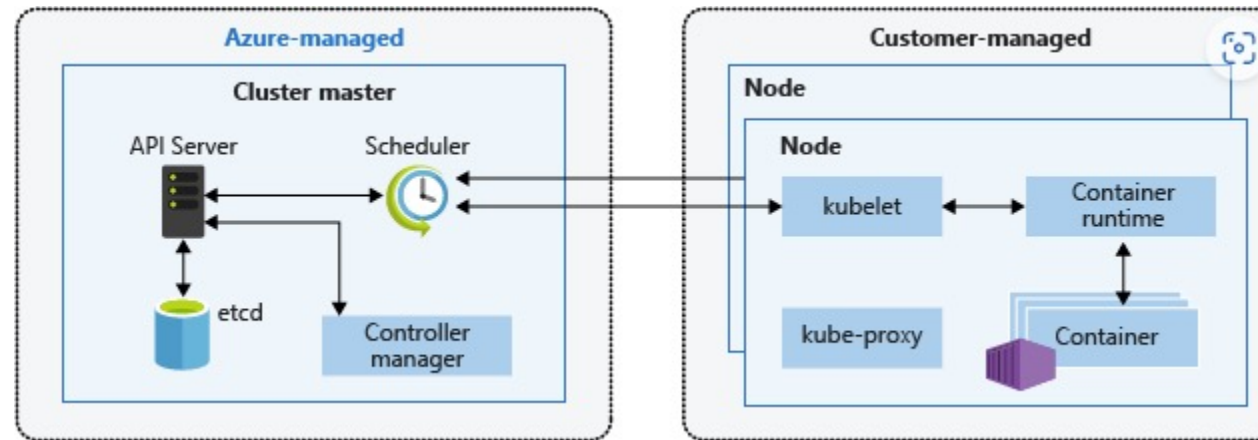 Azure-managed
Cluster master
API Server
Scheduler
etcd
Controller
manager
Customer-managed
Node
Node
kubelet
Container
runtime
kube-proxy
Container